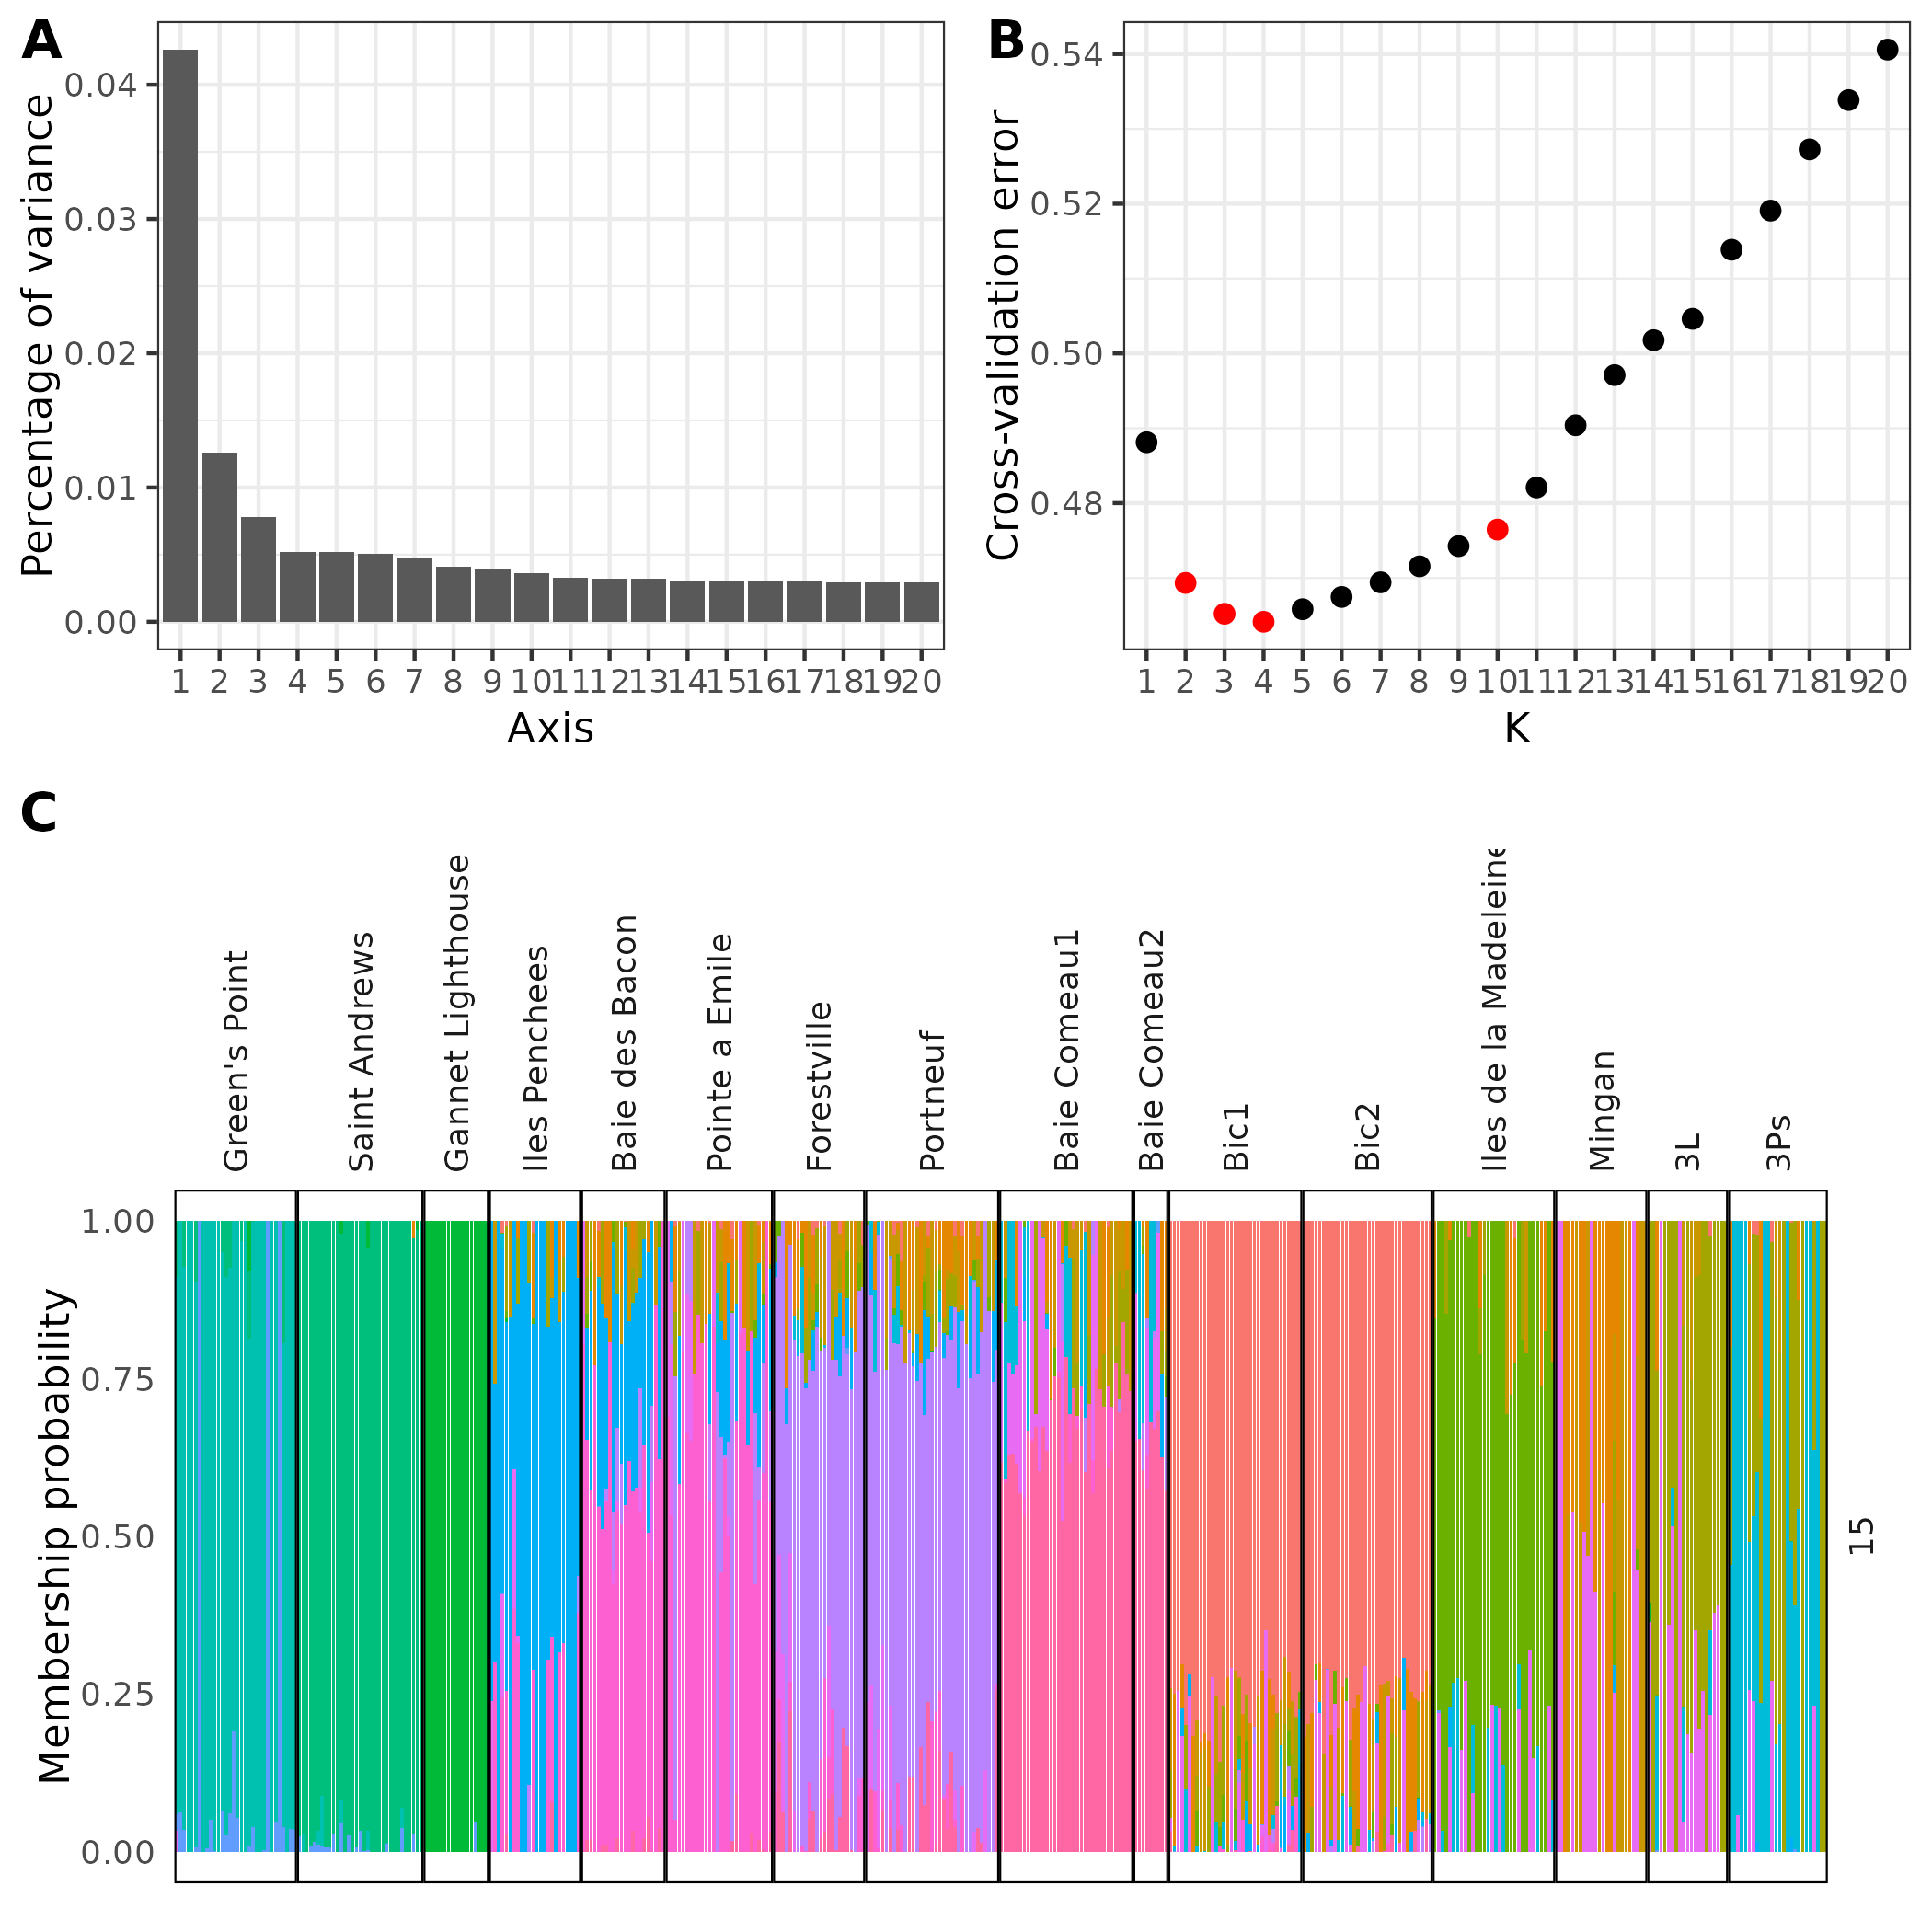 A
Percentage of variance
0.04
0.03
0.02
0.01
0.00
1 2 3 4 5 6 7 8 9 10 11 12 13 14 15 16 17 18 19 20
Axis
B
Cross-validation error
0.54
0.52
0.50
0.48
1 2 3 4 5 6 7 8 9 10 11 12 13 14 15 16 17 18 19 20
K
C
Green's Point
Saint Andrews
Gannet Lighthouse
Iles Penchees
Baie des Bacon
Pointe a Emile
Forestville
Portneuf
Baie Comeau1
Baie Comeau2
Bic1
Bic2
Iles de la Madeleine
Mingan
3L
3Ps
Membership probability
1.00
0.75
0.50
0.25
0.00
15